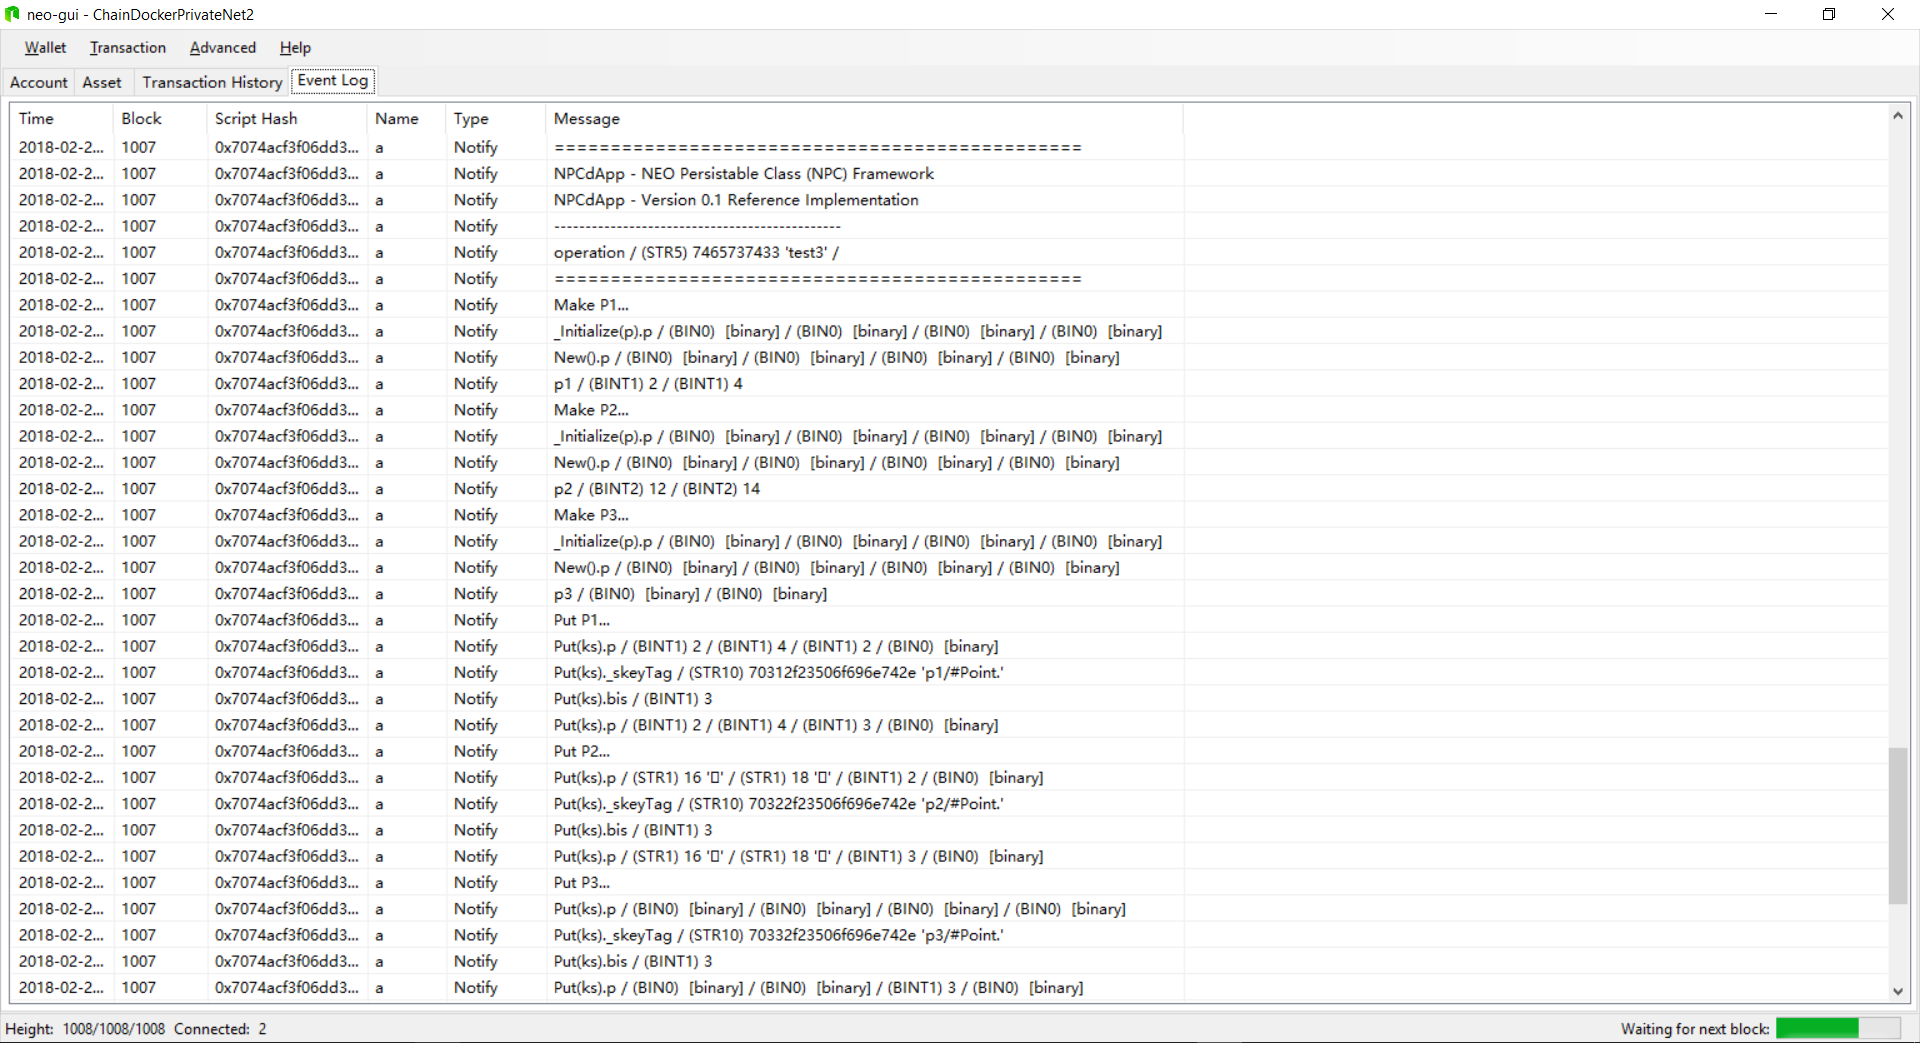 neo-gui - ChainDockerPrivateNet2
Wallet Transaction Advanced Help
Account Asset Transaction History Event Log
Time Block Script Hash Name Type Message
2018-02-2... 1007 0x7074acf3f06dd3... a Notify ===============================================
2018-02-2... 1007 0x7074acf3f06dd3... a Notify NPCdApp - NEO Persistable Class (NPC) Framework
2018-02-2... 1007 0x7074acf3f06dd3... a Notify NPCdApp - Version 0.1 Reference Implementation
2018-02-2... 1007 0x7074acf3f06dd3... a Notify -----------------------------------------------
2018-02-2... 1007 0x7074acf3f06dd3... a Notify operation / (STR5) 7465737433 'test3' /
2018-02-2... 1007 0x7074acf3f06dd3... a Notify ===============================================
2018-02-2... 1007 0x7074acf3f06dd3... a Notify Make P1...
2018-02-2... 1007 0x7074acf3f06dd3... a Notify _Initialize(p).p / (BIN0) [binary] / (BIN0) [binary] / (BIN0) [binary] / (BIN0) [binary]
2018-02-2... 1007 0x7074acf3f06dd3... a Notify New().p / (BIN0) [binary] / (BIN0) [binary] / (BIN0) [binary] / (BIN0) [binary]
2018-02-2... 1007 0x7074acf3f06dd3... a Notify p1 / (BINT1) 2 / (BINT1) 4
2018-02-2... 1007 0x7074acf3f06dd3... a Notify Make P2...
2018-02-2... 1007 0x7074acf3f06dd3... a Notify _Initialize(p).p / (BIN0) [binary] / (BIN0) [binary] / (BIN0) [binary] / (BIN0) [binary]
2018-02-2... 1007 0x7074acf3f06dd3... a Notify New().p / (BIN0) [binary] / (BIN0) [binary] / (BIN0) [binary] / (BIN0) [binary]
2018-02-2... 1007 0x7074acf3f06dd3... a Notify p2 / (BINT2) 12 / (BINT2) 14
2018-02-2... 1007 0x7074acf3f06dd3... a Notify Make P3...
2018-02-2... 1007 0x7074acf3f06dd3... a Notify _Initialize(p).p / (BIN0) [binary] / (BIN0) [binary] / (BIN0) [binary] / (BIN0) [binary]
2018-02-2... 1007 0x7074acf3f06dd3... a Notify New().p / (BIN0) [binary] / (BIN0) [binary] / (BIN0) [binary] / (BIN0) [binary]
2018-02-2... 1007 0x7074acf3f06dd3... a Notify p3 / (BIN0) [binary] / (BIN0) [binary]
2018-02-2... 1007 0x7074acf3f06dd3... a Notify Put P1...
2018-02-2... 1007 0x7074acf3f06dd3... a Notify Put(ks).p / (BINT1) 2 / (BINT1) 4 / (BINT1) 2 / (BIN0) [binary]
2018-02-2... 1007 0x7074acf3f06dd3... a Notify Put(ks)._skeyTag / (STR10) 70312f23506f696e742e 'p1/#Point.'
2018-02-2... 1007 0x7074acf3f06dd3... a Notify Put(ks).bis / (BINT1) 3
2018-02-2... 1007 0x7074acf3f06dd3... a Notify Put(ks).p / (BINT1) 2 / (BINT1) 4 / (BINT1) 3 / (BIN0) [binary]
2018-02-2... 1007 0x7074acf3f06dd3... a Notify Put P2...
2018-02-2... 1007 0x7074acf3f06dd3... a Notify Put(ks).p / (STR1) 16 '▯' / (STR1) 18 '▯' / (BINT1) 2 / (BIN0) [binary]
2018-02-2... 1007 0x7074acf3f06dd3... a Notify Put(ks)._skeyTag / (STR10) 70322f23506f696e742e 'p2/#Point.'
2018-02-2... 1007 0x7074acf3f06dd3... a Notify Put(ks).bis / (BINT1) 3
2018-02-2... 1007 0x7074acf3f06dd3... a Notify Put(ks).p / (STR1) 16 '▯' / (STR1) 18 '▯' / (BINT1) 3 / (BIN0) [binary]
2018-02-2... 1007 0x7074acf3f06dd3... a Notify Put P3...
2018-02-2... 1007 0x7074acf3f06dd3... a Notify Put(ks).p / (BIN0) [binary] / (BIN0) [binary] / (BIN0) [binary] / (BIN0) [binary]
2018-02-2... 1007 0x7074acf3f06dd3... a Notify Put(ks)._skeyTag / (STR10) 70332f23506f696e742e 'p3/#Point.'
2018-02-2... 1007 0x7074acf3f06dd3... a Notify Put(ks).bis / (BINT1) 3
2018-02-2... 1007 0x7074acf3f06dd3... a Notify Put(ks).p / (BIN0) [binary] / (BIN0) [binary] / (BINT1) 3 / (BIN0) [binary]
Height: 1008/1008/1008 Connected: 2 Waiting for next block: